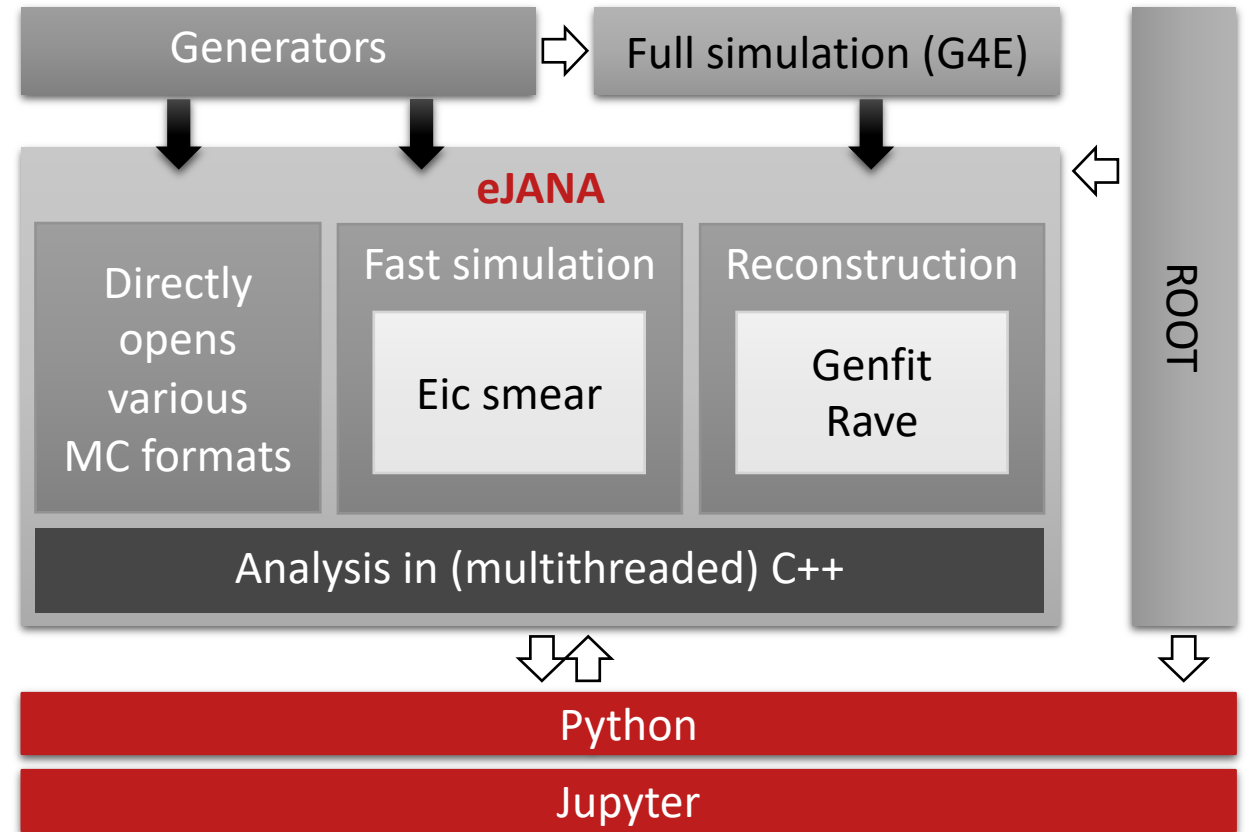 Generators
Full simulation (G4E)
eJANA
Directly
opens
various
MC formats
Fast simulation
Eic smear
Reconstruction
Genfit
Rave
ROOT
Analysis in (multithreaded) C++
Python
Jupyter